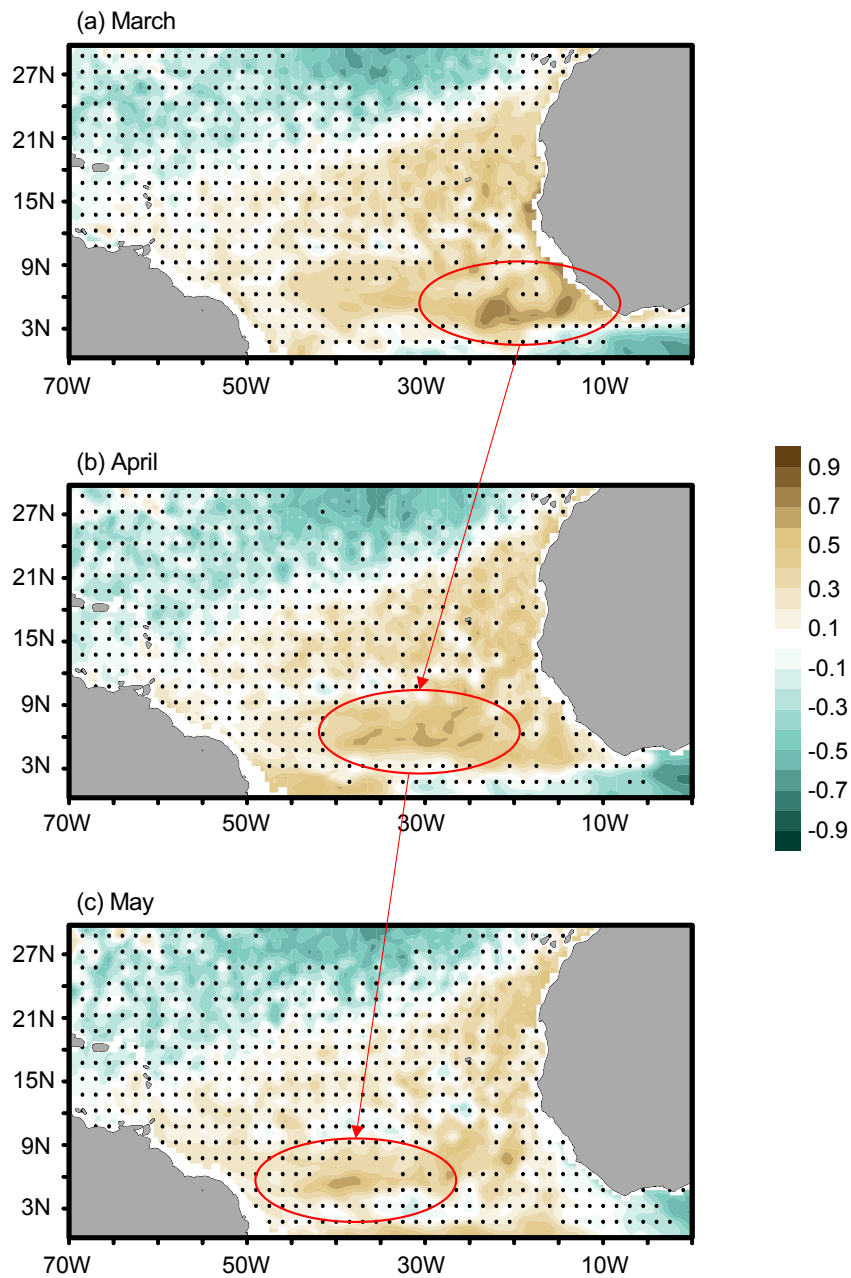 (a) March
27N
21N
15N
9N
3N
70W 50W 30W 10W
(b) April
27N
21N
15N
9N
3N
70W 50W 30W 10W
0.9
0.7
0.5
0.3
0.1
-0.1
-0.3
-0.5
-0.7
-0.9
(c) May
27N
21N
15N
9N
3N
70W 50W 30W 10W